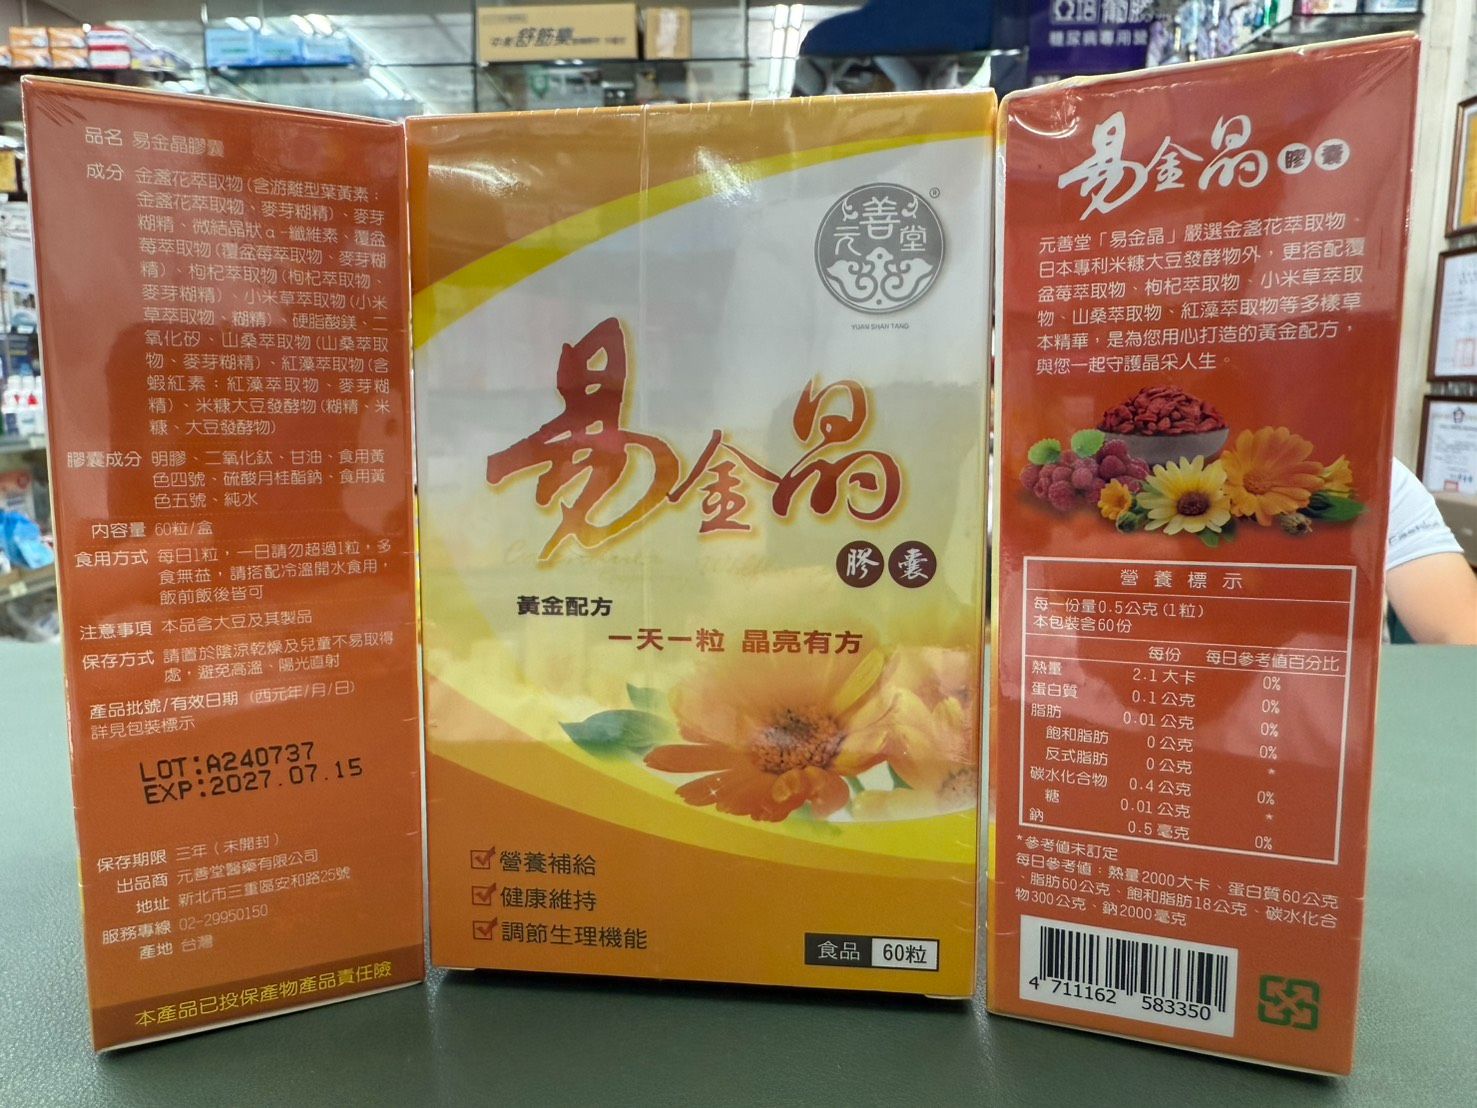 中衛 舒筋藥
糖尿病專用營
品名 易金晶膠囊
成分 金盞花萃取物(含游離型葉黃素:
金盞花萃取物、麥芽糊精)、麥芽
糊精、微結晶狀α-纖維素、覆盆
莓萃取物(覆盆莓萃取物、麥芽糊
精)、枸杞萃取物(枸杞萃取物、
麥芽糊精)、小米草萃取物(小米
草萃取物、糊精)、硬脂酸鎂、二
氧化矽、山桑萃取物(山桑萃取
物、麥芽糊精)、紅藻萃取物(含
蝦紅素:紅藻萃取物、麥芽糊
精)、米糠大豆發酵物(糊精、米
糠、大豆發酵物)
膠囊成分 明膠、二氧化鈦、甘油、食用黃
色四號、硫酸月桂酯鈉、食用黃
色五號、純水
內容量 60粒/盒
食用方式 每日1粒,一日請勿超過1粒,多
食無益,請搭配冷溫開水食用,
飯前飯後皆可
注意事項 本品含大豆及其製品
保存方式 請置於陰涼乾燥及兒童不易取得
處,避免高溫、陽光直射
產品批號/有效日期 (西元年/月/日)
詳見包裝標示
LOT:A240737
EXP:2027.07.15
保存期限 三年(未開封)
出品商 元善堂醫藥有限公司
地址 新北市三重區安和路25號
服務專線 02-29950150
產地 台灣
本產品已投保產物產品責任險
善
元 堂
®
YUAN SHAN TANG
易金晶
膠囊
黃金配方
一天一粒 晶亮有方
營養補給
健康維持
調節生理機能
食品 60粒
易金晶膠囊
元善堂「易金晶」嚴選金盞花萃取物、
日本專利米糠大豆發酵物外,更搭配覆
盆莓萃取物、枸杞萃取物、小米草萃取
物、山桑萃取物、紅藻萃取物等多樣草
本精華,是為您用心打造的黃金配方,
與您一起守護晶采人生。
營養標示
每一份量0.5公克(1粒)
本包裝含60份
每份 每日參考值百分比
熱量 2.1大卡 0%
蛋白質 0.1公克 0%
脂肪 0.01公克 0%
飽和脂肪 0公克 0%
反式脂肪 0公克 *
碳水化合物 0.4公克 0%
糖 0.01公克 *
鈉 0.5毫克 0%
*參考值未訂定
每日參考值:熱量2000大卡、蛋白質60公克
、脂肪60公克、飽和脂肪18公克、碳水化合
物300公克、鈉2000毫克
4 711162 583350